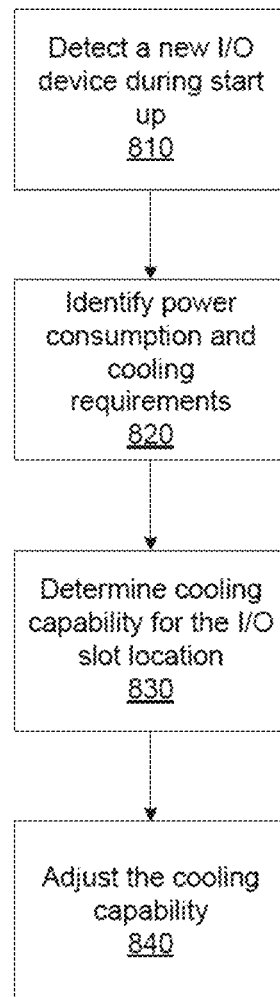 Detect a new I/O
device during start
up
810
Identify power
consumption and
cooling
requirements
820
Determine cooling
capability for the I/O
slot location
830
Adjust the cooling
capability
840